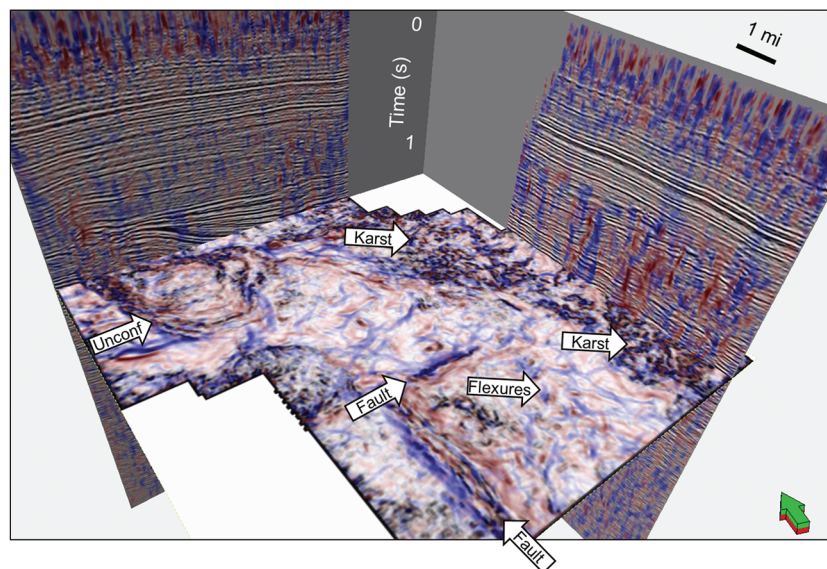 0
1 mi
Time (s)
1
Karst
Unconf
Karst
Fault
Flexures
Fault